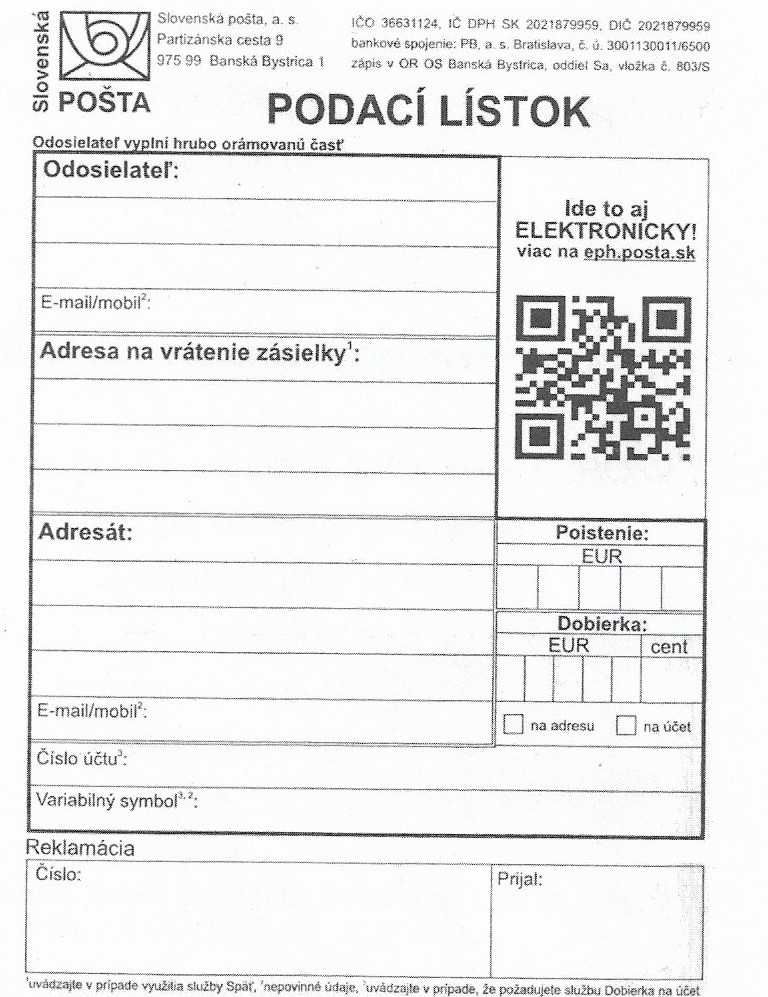 Slovenská
POŠTA
Slovenská pošta, a. s.
Partizánska cesta 9
975 99 Banská Bystrica 1
IČO 36631124, IČ DPH SK 2021879959, DIČ 2021879959
bankové spojenie: PB, a. s. Bratislava, č. ú. 3001130011/6500
zápis v OR OS Banská Bystrica, oddiel Sa, vložka č. 803/S
PODACÍ LÍSTOK
Odosielateľ vyplní hrubo orámovanú časť
Odosielateľ:
E-mail/mobil²:
Adresa na vrátenie zásielky¹:
Ide to aj
ELEKTRONICKY!
viac na eph.posta.sk
Adresát:
E-mail/mobil²:
Poistenie:
EUR
Dobierka:
EUR cent
na adresu na účet
Číslo účtu³:
Variabilný symbol³,²:
Reklamácia
Číslo:
Prijal:
¹uvádzajte v prípade využitia služby Späť, ²nepovinné údaje, ³uvádzajte v prípade, že požadujete službu Dobierka na účet